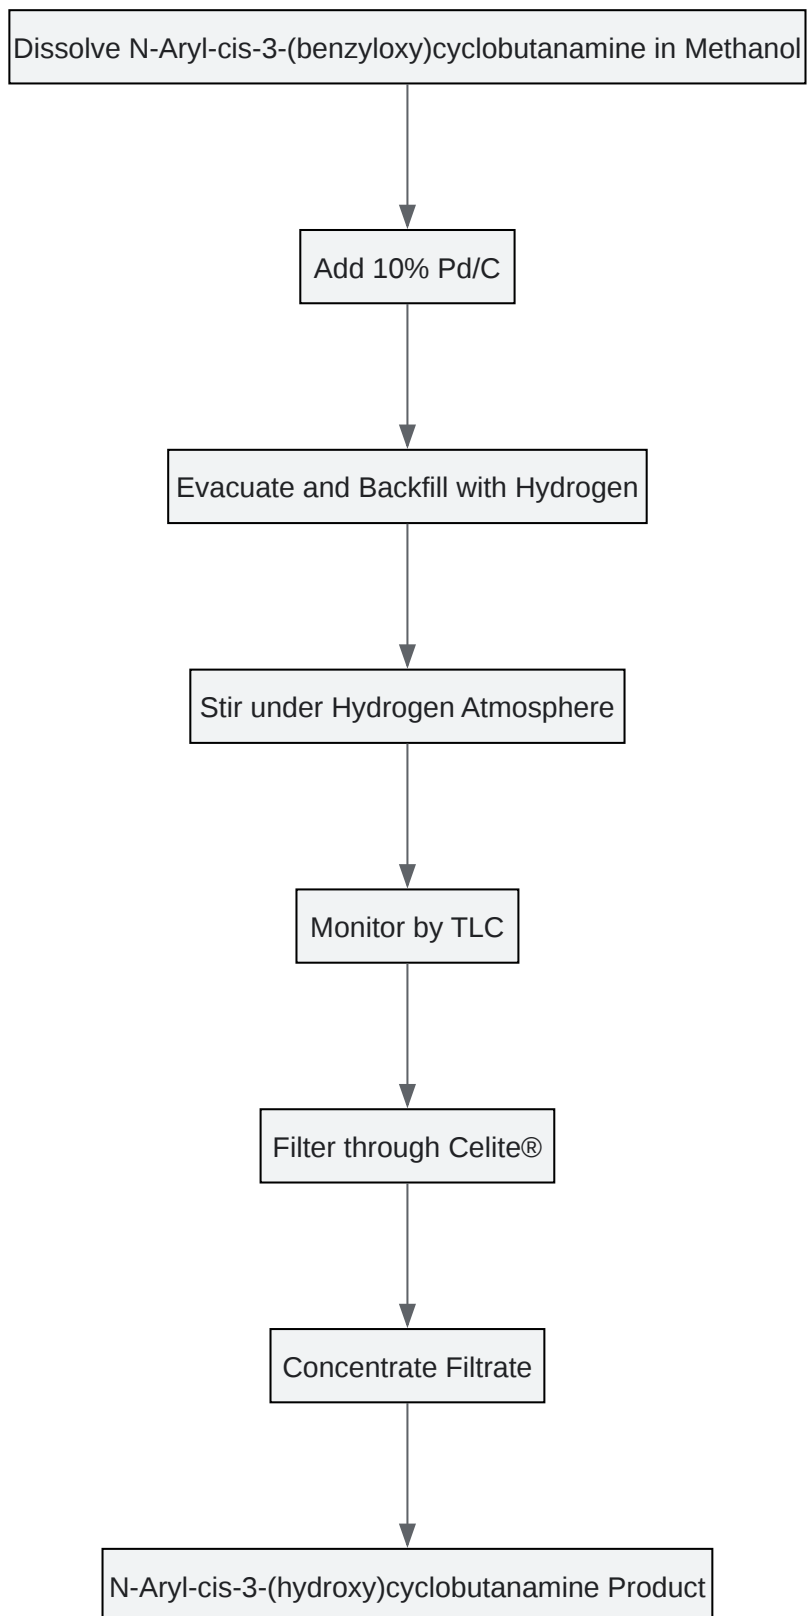 Dissolve N-Aryl-cis-3-(benzyloxy)cyclobutanamine in Methanol
Add 10% Pd/C
Evacuate and Backfill with Hydrogen
Stir under Hydrogen Atmosphere
Monitor by TLC
Filter through Celite®
Concentrate Filtrate
N-Aryl-cis-3-(hydroxy)cyclobutanamine Product